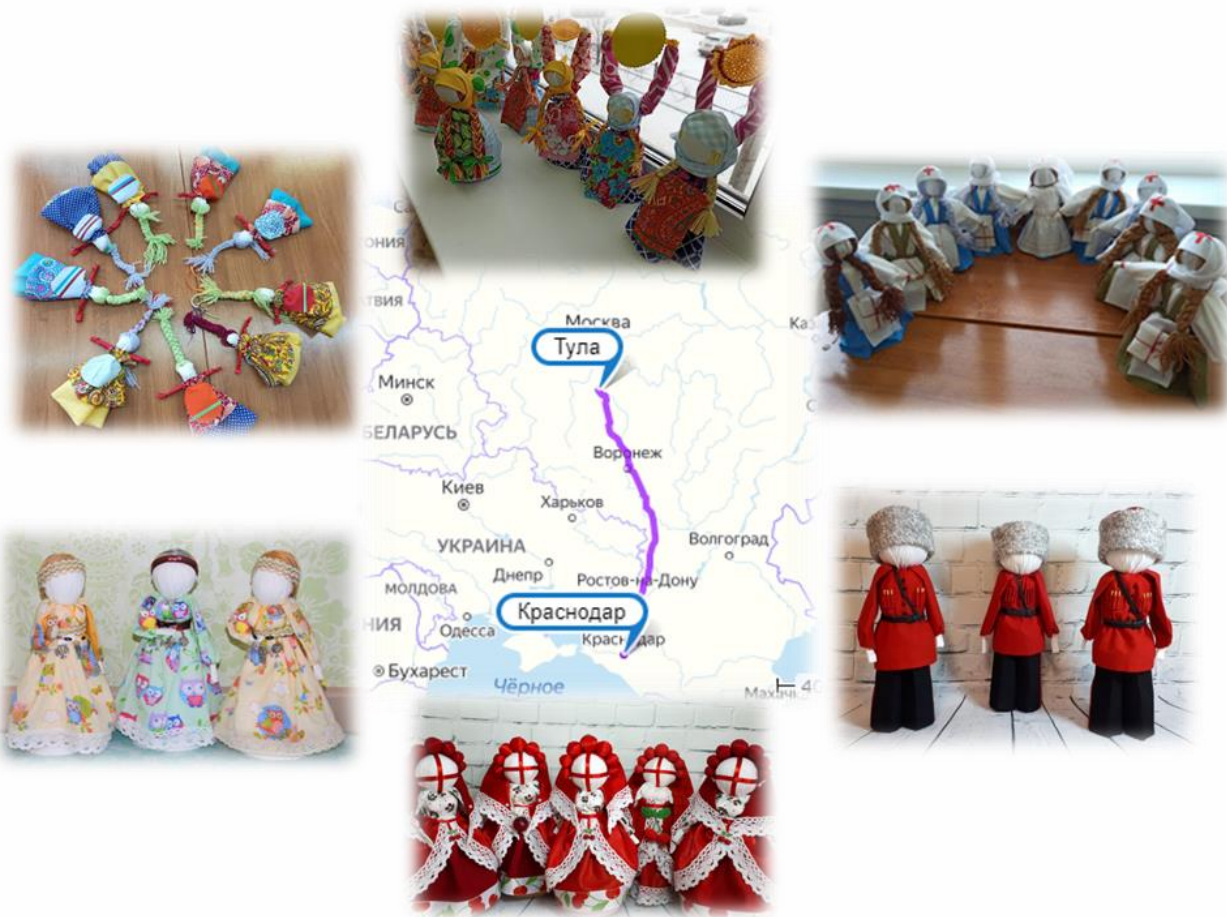 Москва
Тула
Минск
БЕЛАРУСЬ
Воронеж
Киев
Харьков
УКРАИНА
Волгоград
Днепр
Ростов-на-Дону
МОЛДОВА
Краснодар
Одесса
Краснодар
Бухарест
Чёрное